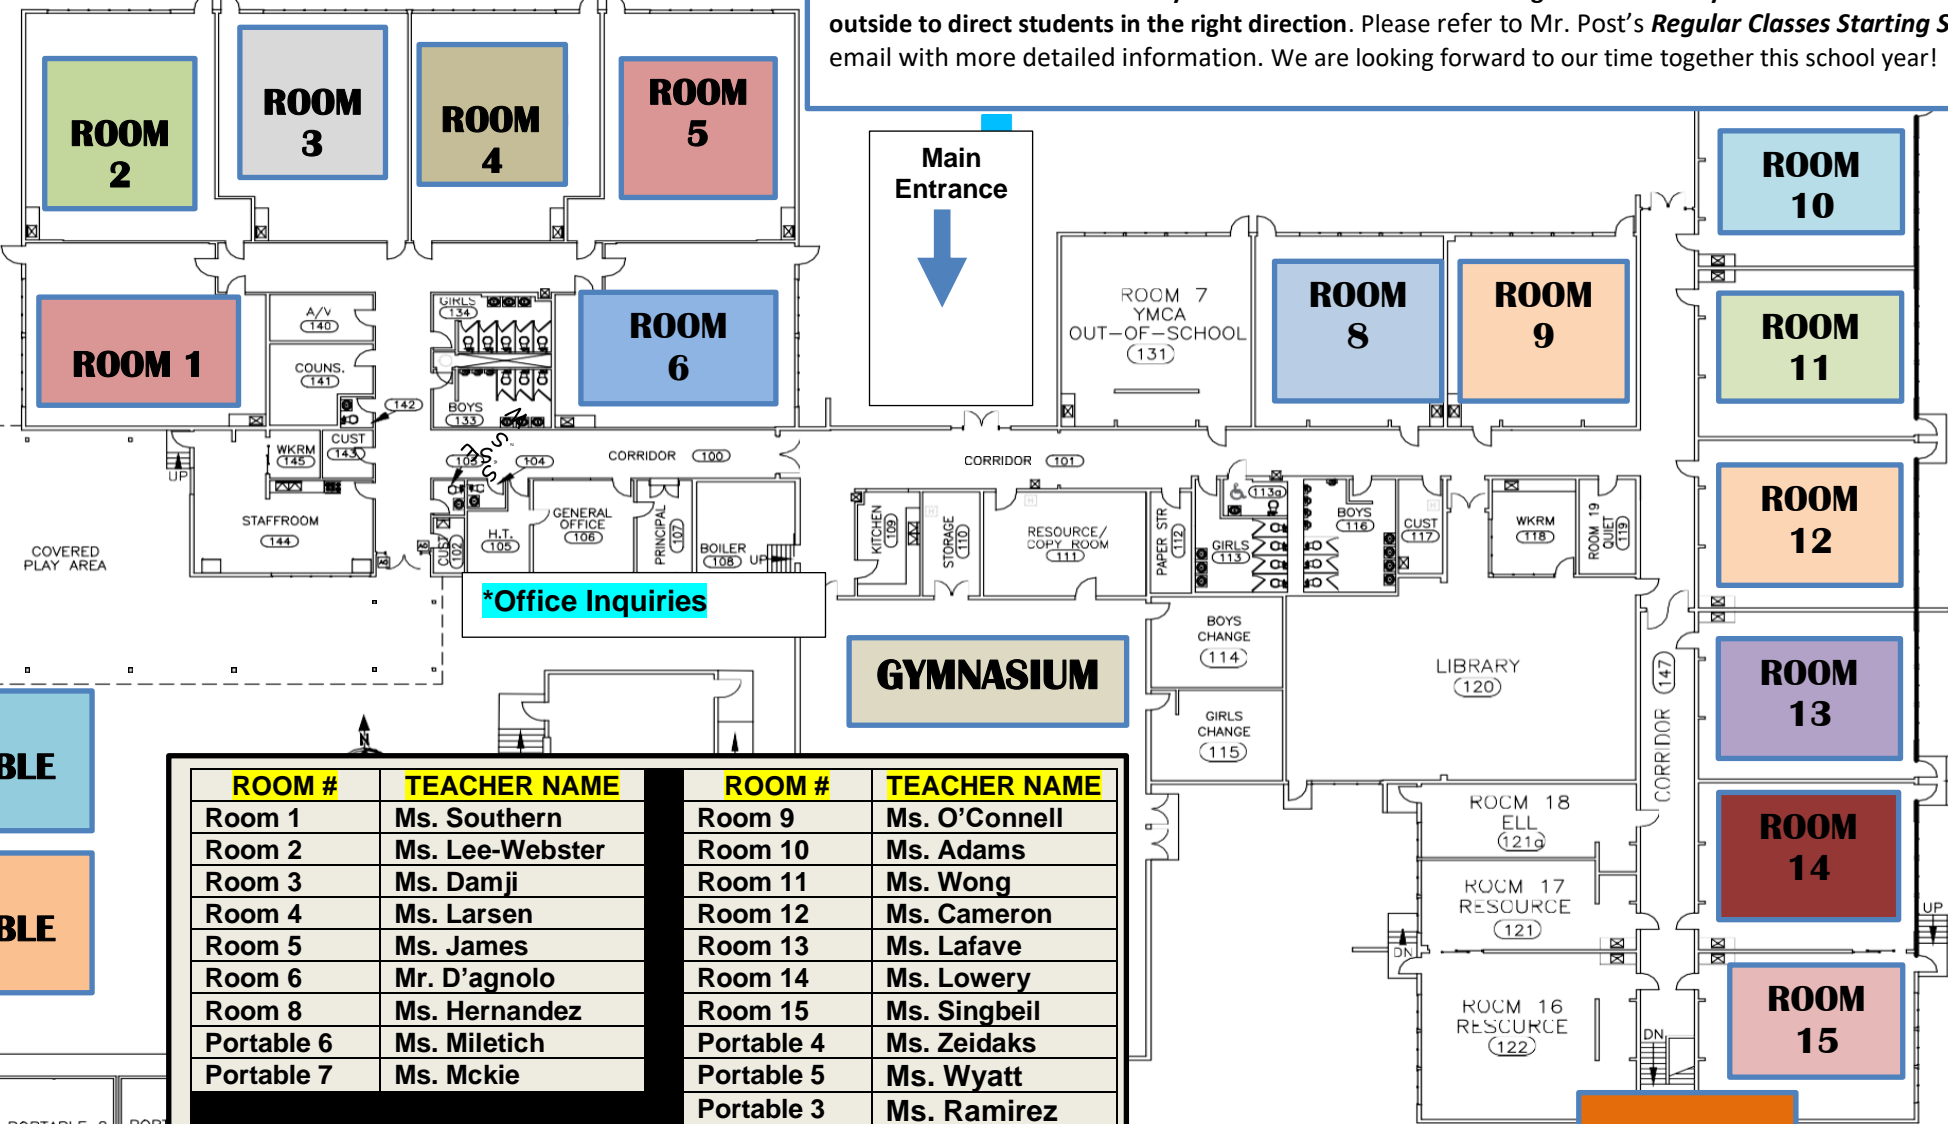 outside to direct students in the right direction. Please refer to Mr. Post’s Regular Classes Starting S
email with more detailed information. We are looking forward to our time together this school year!
ROOM
2
ROOM
3
ROOM
4
ROOM
5
Main
Entrance
ROOM
10
ROOM 1
A/V
140
COUNS.
141
142
GIRLS
134
BOYS
133
ROOM
6
ROOM 7
YMCA
OUT-OF-SCHOOL
131
ROOM
8
ROOM
9
ROOM
11
UP
WKRM
145
CUST
143
103
104
CORRIDOR 100
CORRIDOR 101
STAFFROOM
144
COVERED
PLAY AREA
CUST
102
H.T.
105
GENERAL
OFFICE
106
PRINCIPAL
107
BOILER
108
UP
KITCHEN
109
STORAGE
110
RESOURCE/
COPY ROOM
111
PAPER STR
112
113a
GIRLS
113
BOYS
116
CUST
117
WKRM
118
ROOM 19
QUIET
119
ROOM
12
*Office Inquiries
GYMNASIUM
BOYS
CHANGE
114
GIRLS
CHANGE
115
LIBRARY
120
CORRIDOR
147
ROOM
13
BLE
BLE
N
ROOM # TEACHER NAME ROOM # TEACHER NAME
Room 1 Ms. Southern Room 9 Ms. O’Connell
Room 2 Ms. Lee-Webster Room 10 Ms. Adams
Room 3 Ms. Damji Room 11 Ms. Wong
Room 4 Ms. Larsen Room 12 Ms. Cameron
Room 5 Ms. James Room 13 Ms. Lafave
Room 6 Mr. D’agnolo Room 14 Ms. Lowery
Room 8 Ms. Hernandez Room 15 Ms. Singbeil
Portable 6 Ms. Miletich Portable 4 Ms. Zeidaks
Portable 7 Ms. Mckie Portable 5 Ms. Wyatt
Portable 3 Ms. Ramirez
ROCM 18
ELL
121a
ROCM 17
RESOURCE
121
DN
ROCM 16
RESCURCE
122
DN
ROOM
14
UP
ROOM
15